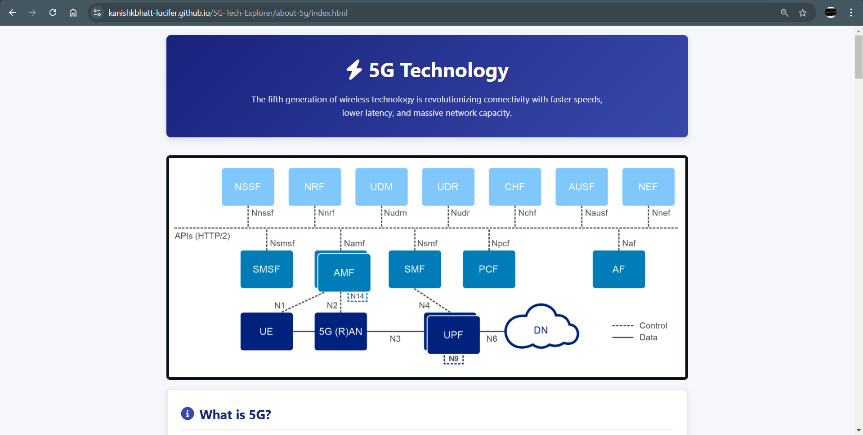 kanishkbhatt-lucifer.github.io/5G-Tech-Explorer/about-5g/index.html
5G Technology
The fifth generation of wireless technology is revolutionizing connectivity with faster speeds,
lower latency, and massive network capacity.
NSSF NRF UDM UDR CHF AUSF NEF
Nnssf Nnrf Nudm Nudr Nchf Nausf Nnef
APIs (HTTP/2)
Nsmsf Namf Nsmf Npcf Naf
SMSF AMF SMF PCF AF
N14
N1 N2 N4
UE 5G (R)AN UPF DN
N3 N6
N9
Control
Data
What is 5G?